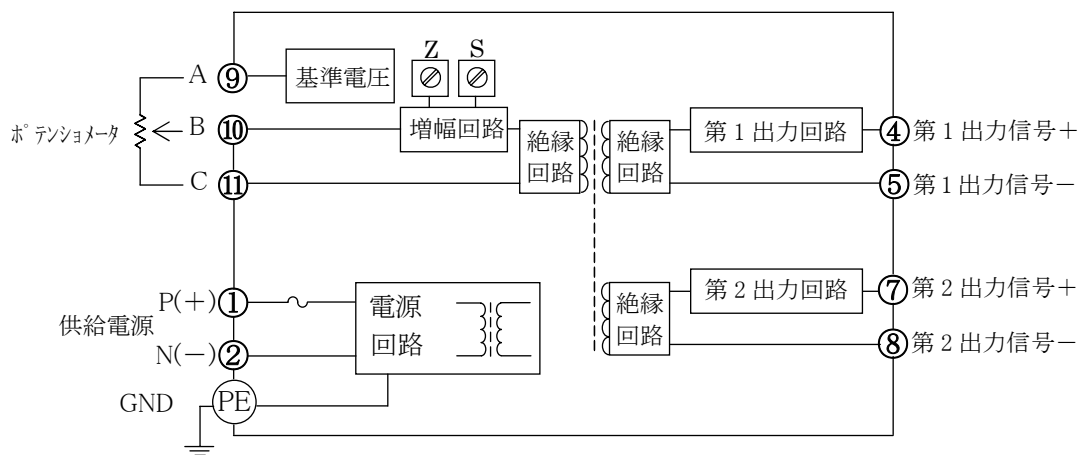 Z S
A ⑨ 基準電圧
ﾎﾟﾃﾝｼｮﾒｰﾀ B ⑩ 増幅回路 絶縁回路 絶縁回路 第1出力回路 ④ 第1出力信号+
C ⑪ ⑤ 第1出力信号−
P(+) ① 電源回路 絶縁回路 第2出力回路 ⑦ 第2出力信号+
供給電源
N(−) ② ⑧ 第2出力信号−
GND PE